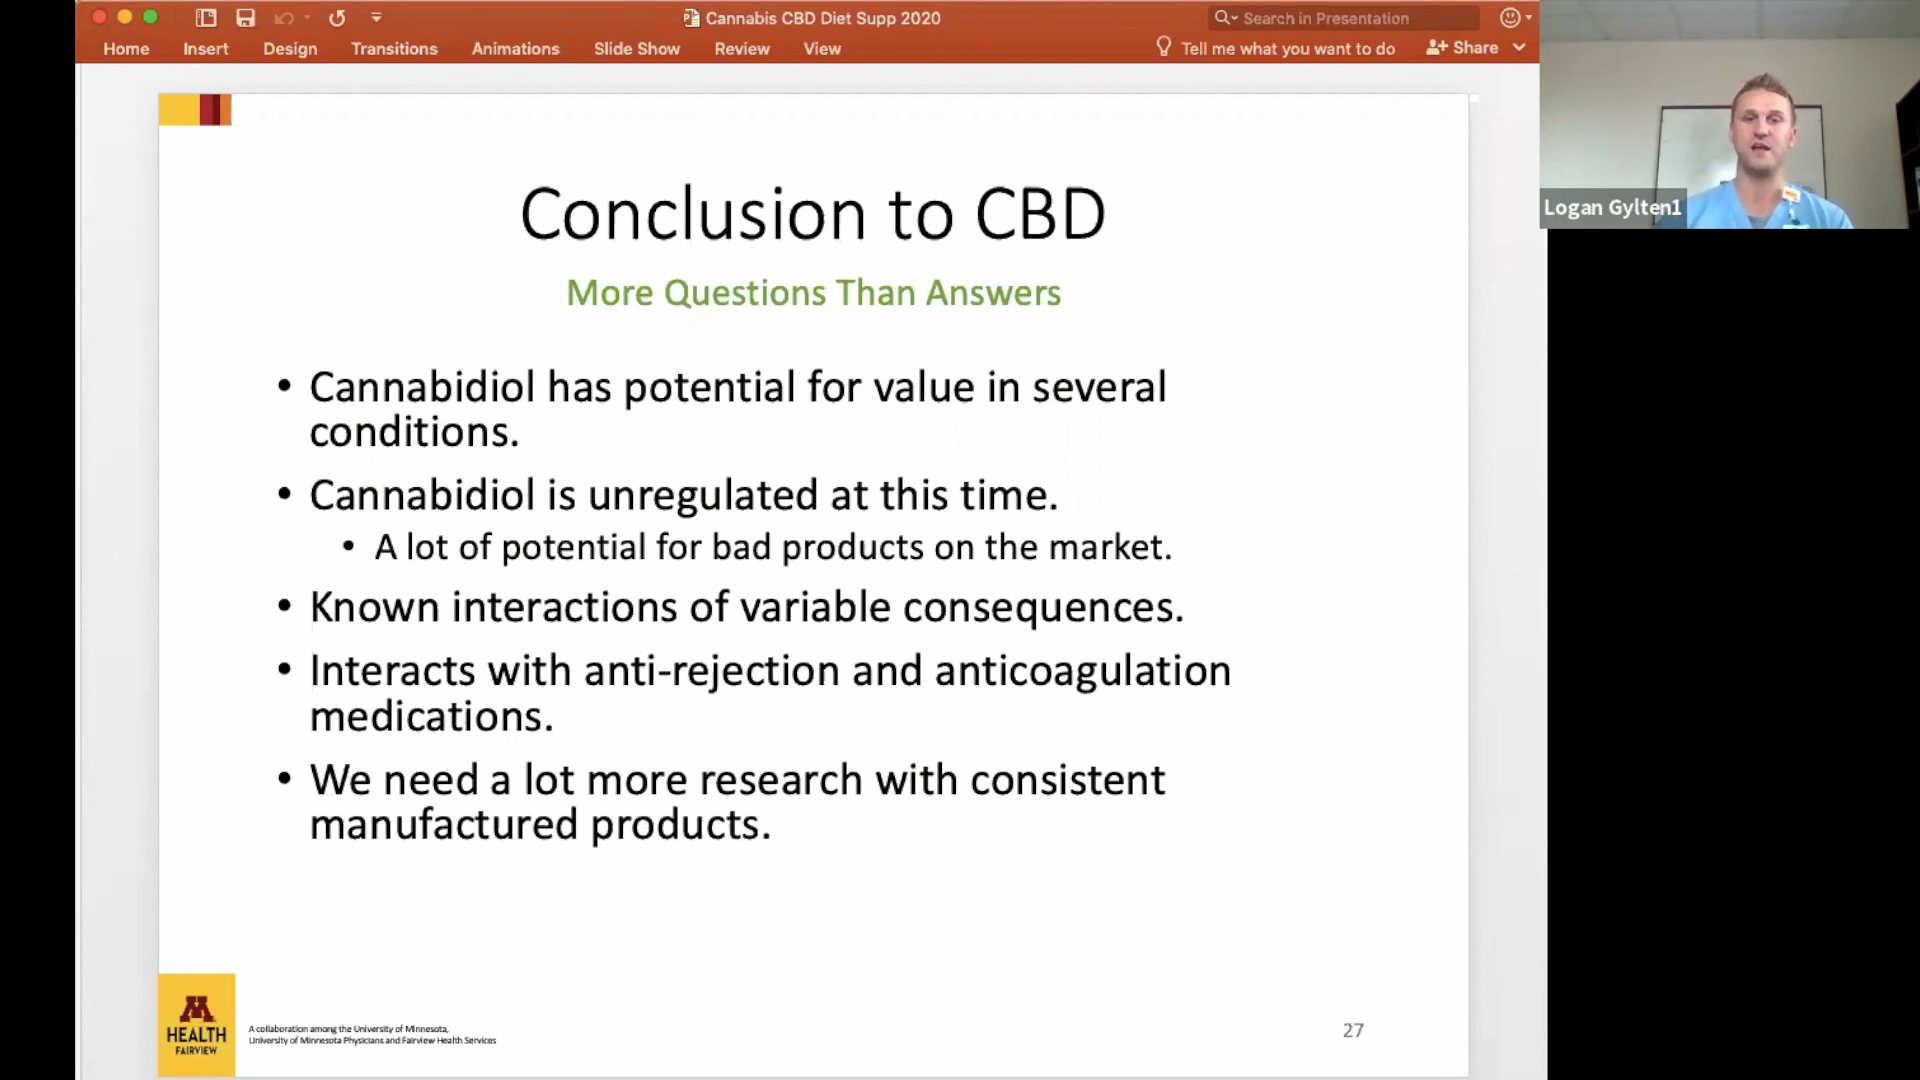 Cannabis CBD Diet Supp 2020
Search in Presentation
Home Insert Design Transitions Animations Slide Show Review View Tell me what you want to do Share
Conclusion to CBD
More Questions Than Answers
• Cannabidiol has potential for value in several
conditions.
• Cannabidiol is unregulated at this time.
• A lot of potential for bad products on the market.
• Known interactions of variable consequences.
• Interacts with anti-rejection and anticoagulation
medications.
• We need a lot more research with consistent
manufactured products.
M
HEALTH
FAIRVIEW
A collaboration among the University of Minnesota,
University of Minnesota Physicians and Fairview Health Services
27
Logan Gylten1